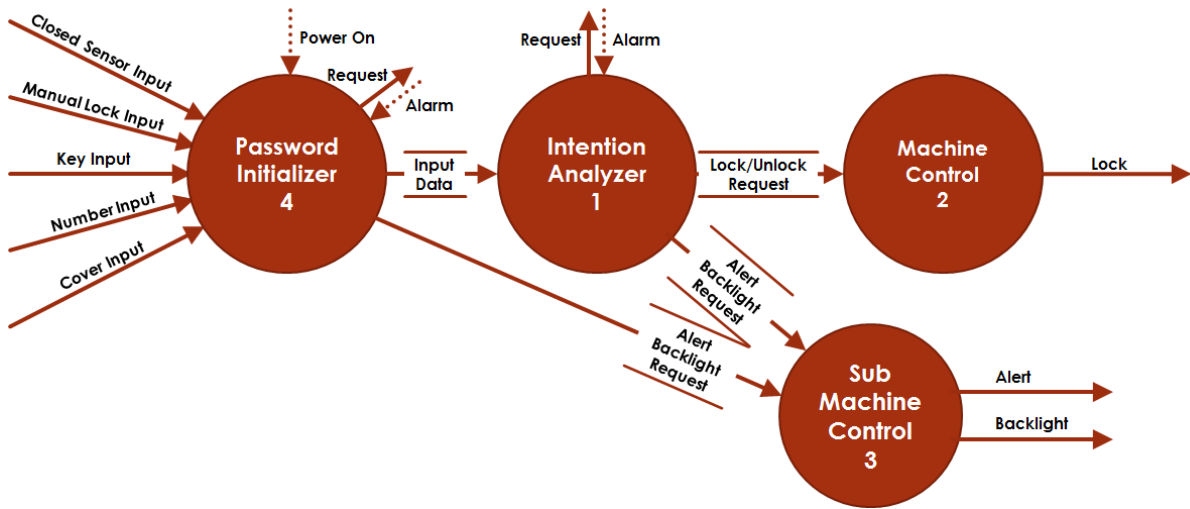 Closed Sensor Input
Manual Lock Input
Key Input
Number Input
Cover Input
Power On
Request
Alarm
Password
Initializer
4
Input
Data
Request
Alarm
Intention
Analyzer
1
Lock/Unlock
Request
Machine
Control
2
Lock
Alert
Backlight
Request
Alert
Backlight
Request
Sub
Machine
Control
3
Alert
Backlight